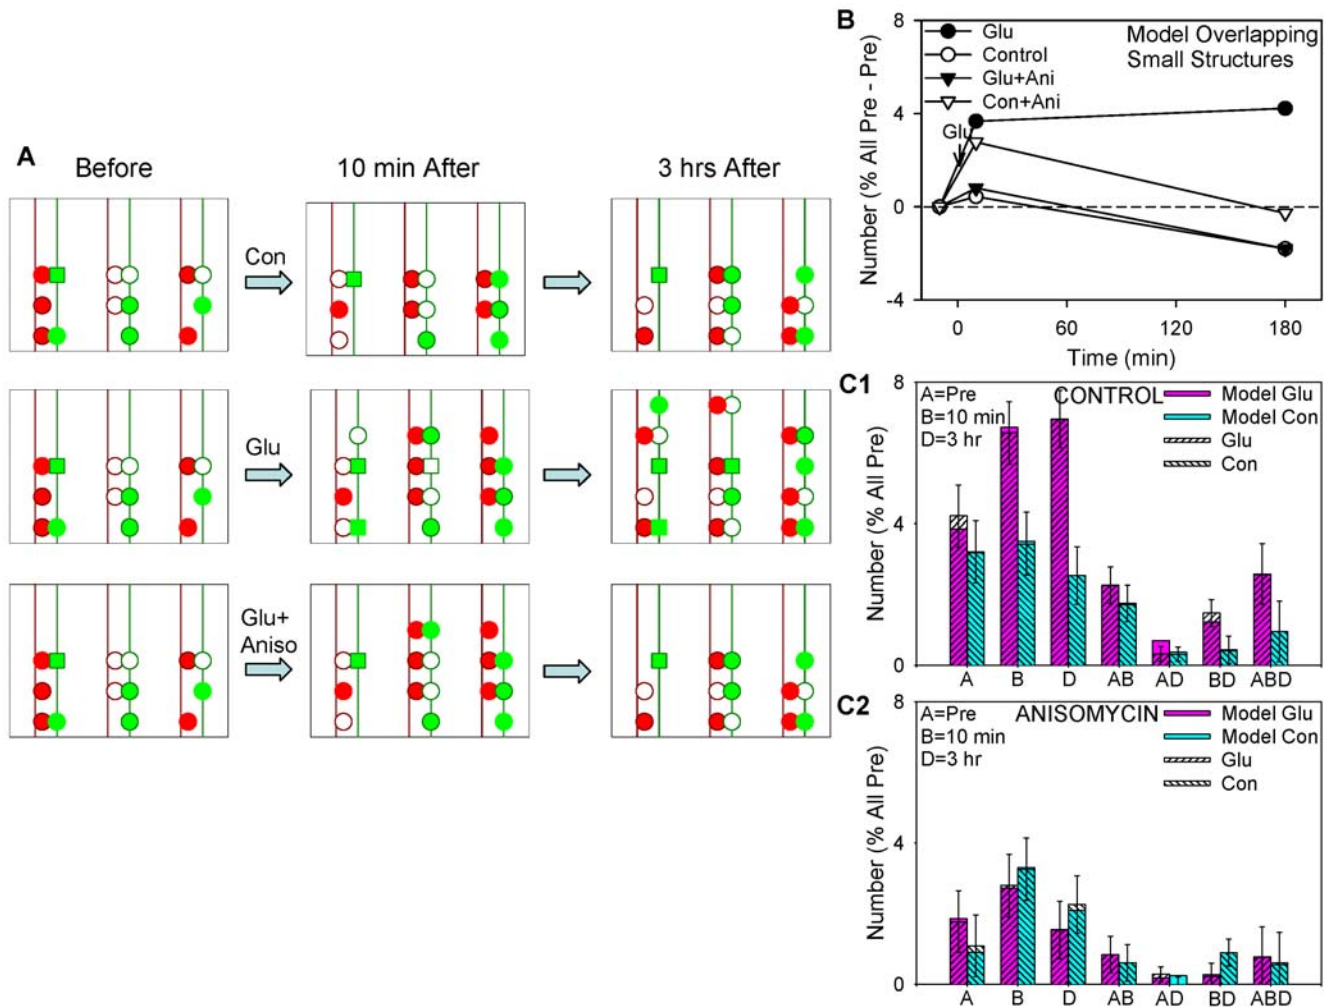 A
Before
10 min After
3 hrs After
Con
Glu
Glu+
Aniso
B
8
4
0
-4
Number (% All Pre - Pre)
Glu
Control
Glu+Ani
Con+Ani
Model Overlapping
Small Structures
Glu
0
60
120
180
Time (min)
C1
8
4
0
Number (% All Pre)
A=Pre
B=10 min
D=3 hr
CONTROL
Model Glu
Model Con
Glu
Con
A B D AB AD BD ABD
C2
8
4
0
Number (% All Pre)
A=Pre
B=10 min
D=3 hr
ANISOMYCIN
Model Glu
Model Con
Glu
Con
A B D AB AD BD ABD